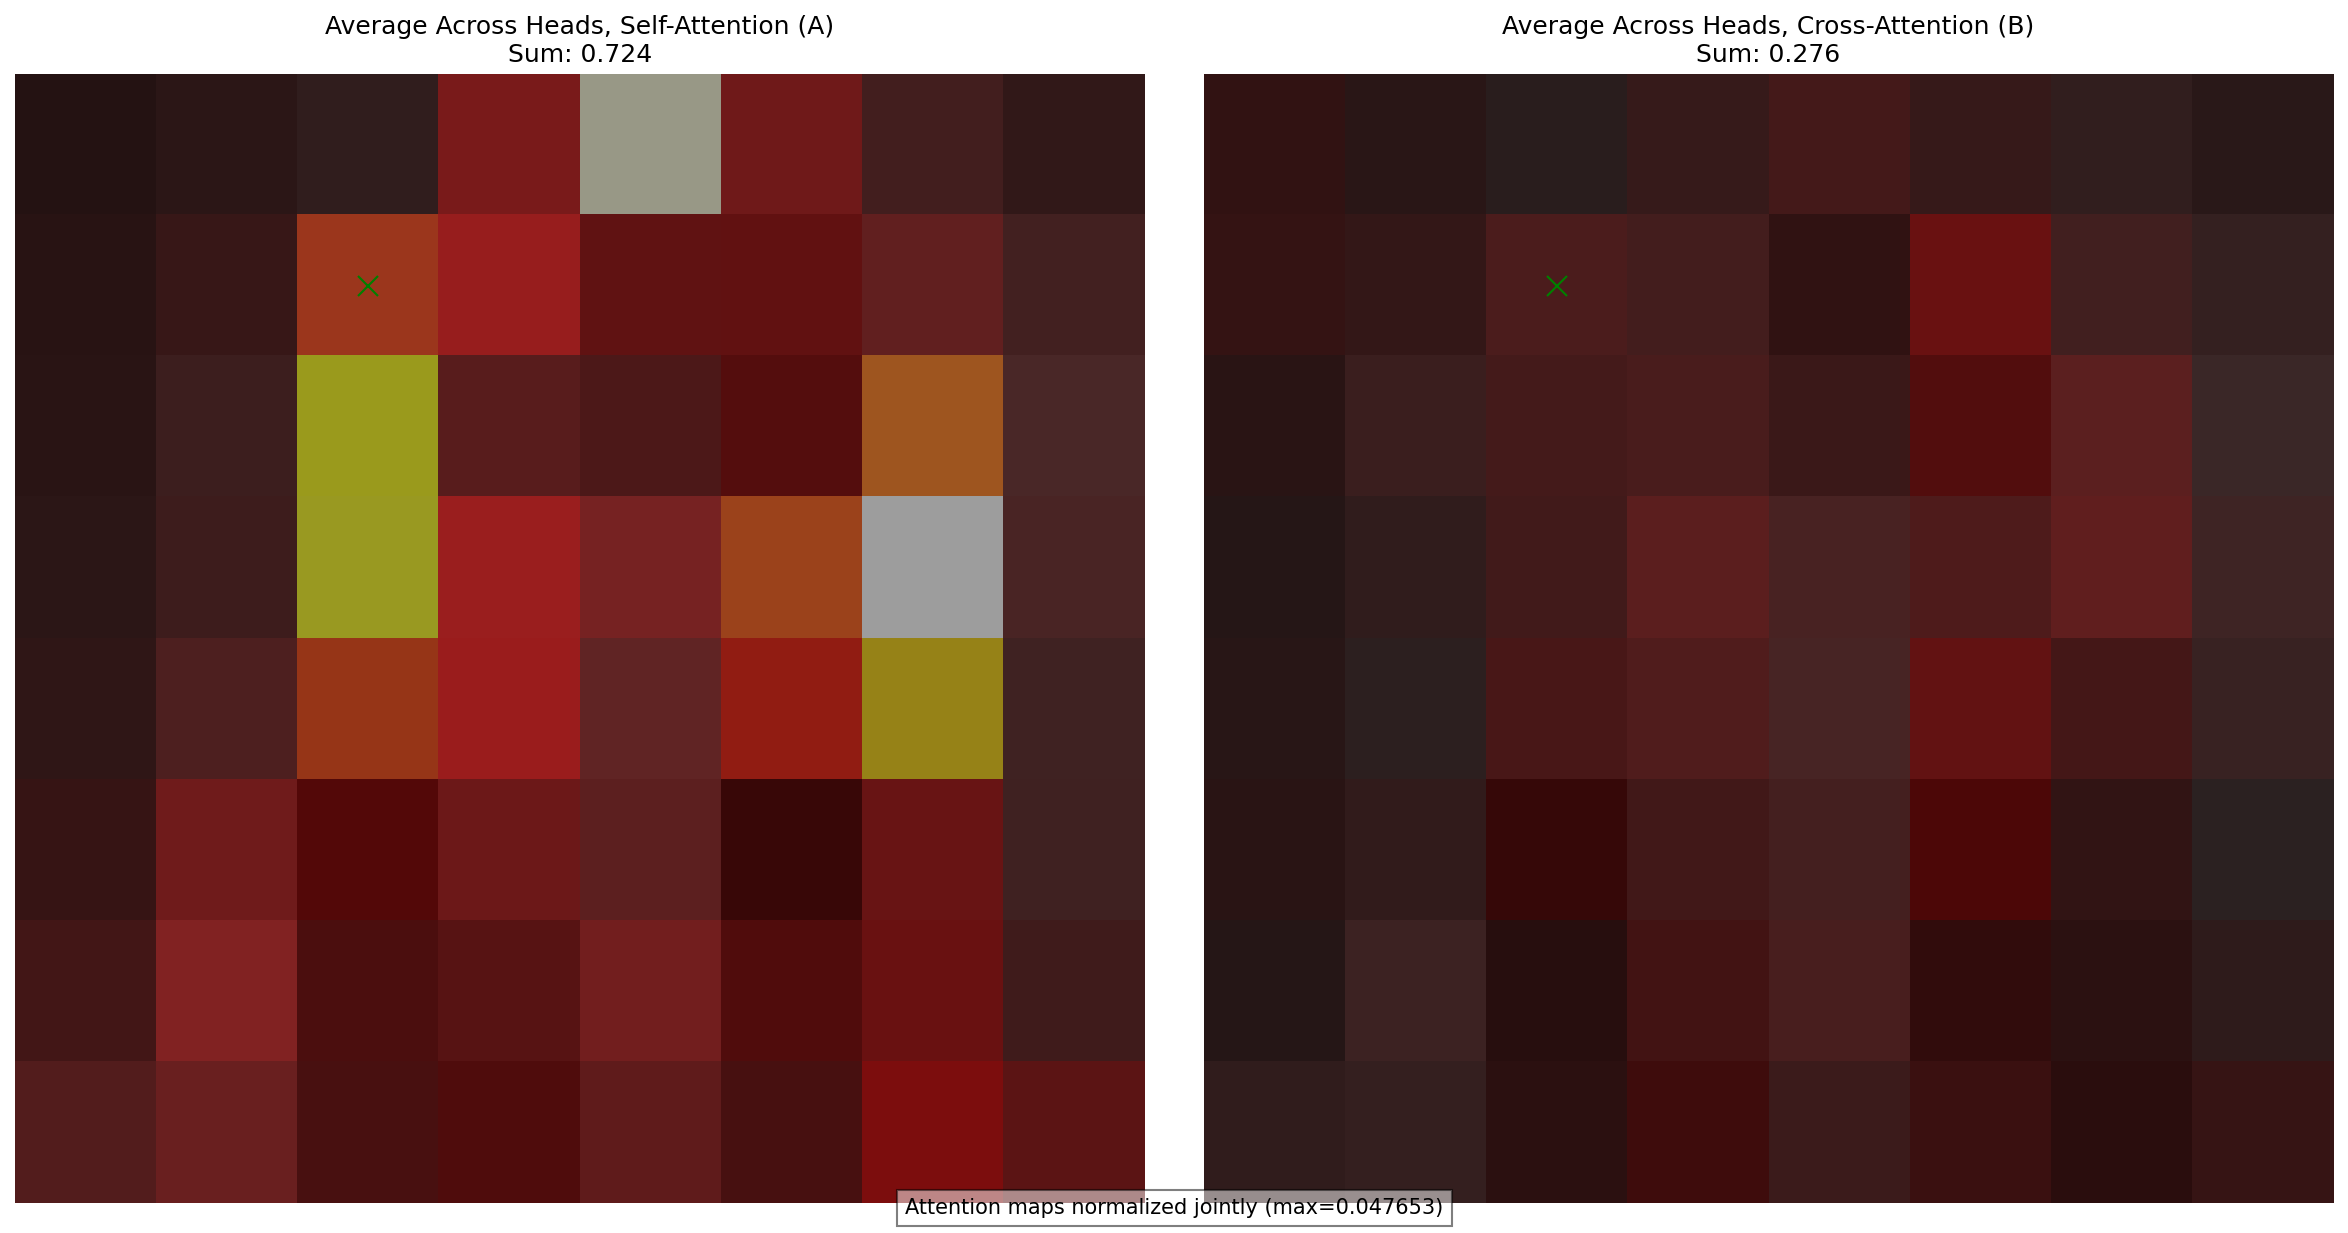 Average Across Heads, Self-Attention (A)
Sum: 0.724
Average Across Heads, Cross-Attention (B)
Sum: 0.276
Attention maps normalized jointly (max=0.047653)